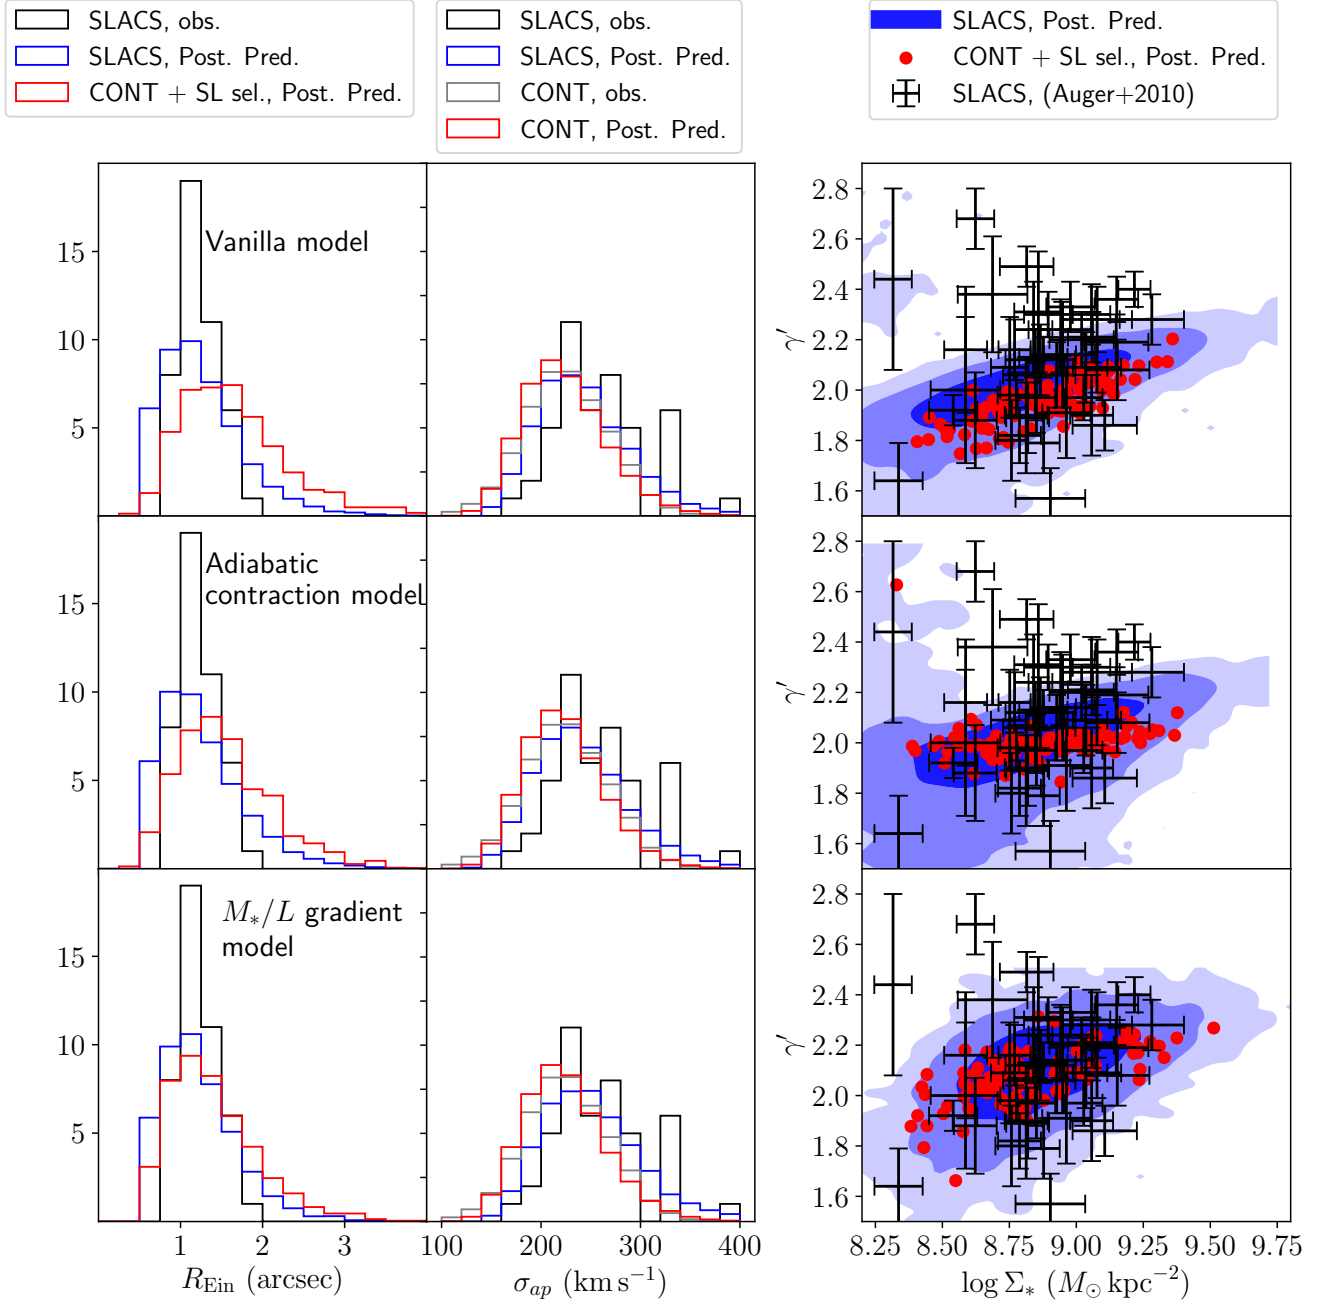 SLACS, obs.
SLACS, Post. Pred.
CONT + SL sel., Post. Pred.
SLACS, obs.
SLACS, Post. Pred.
CONT, obs.
CONT, Post. Pred.
SLACS, Post. Pred.
CONT + SL sel., Post. Pred.
SLACS, (Auger+2010)
Vanilla model
15
10
5
2.8
2.6
2.4
2.2
2.0
1.8
1.6
γ′
Adiabatic
contraction model
15
10
5
2.8
2.6
2.4
2.2
2.0
1.8
1.6
γ′
M∗/L gradient
model
15
10
5
2.8
2.6
2.4
2.2
2.0
1.8
1.6
γ′
1 2 3
R_Ein (arcsec)
100 200 300 400
σ_ap (km s⁻¹)
8.25 8.50 8.75 9.00 9.25 9.50 9.75
log Σ∗ (M⊙ kpc⁻²)